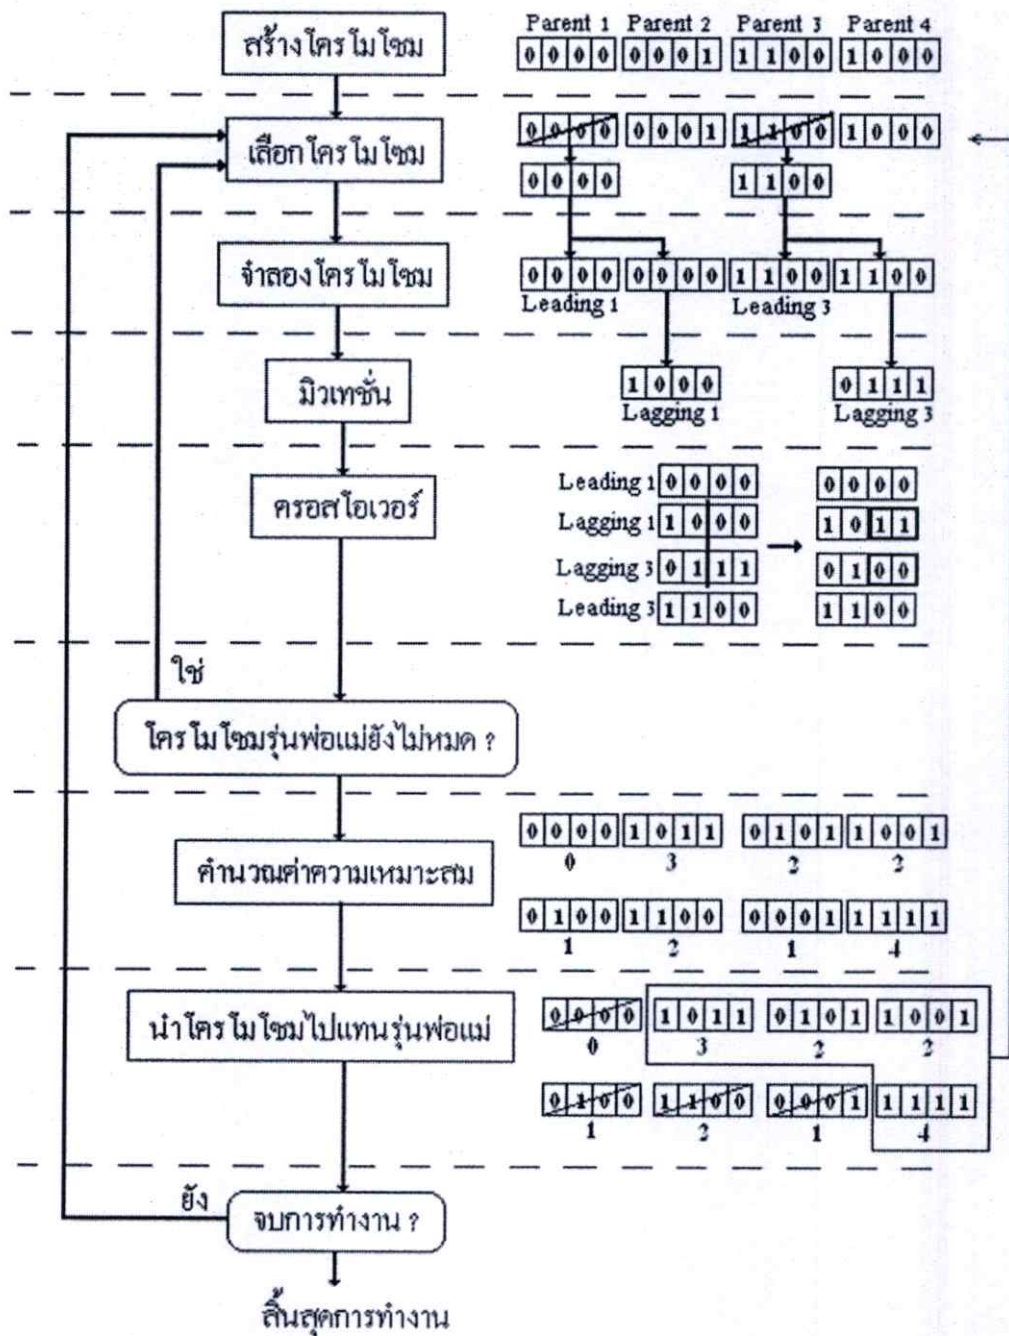 สร้างโครโมโซม
Parent 1 Parent 2 Parent 3 Parent 4
0 0 0 0 0 0 0 1 1 1 0 0 1 0 0 0
เลือกโครโมโซม
0 0 0 0 0 0 0 1 1 1 0 0 1 0 0 0
0 0 0 0 1 1 0 0
จำลองโครโมโซม
0 0 0 0 0 0 0 0 1 1 0 0 1 1 0 0
Leading 1 Leading 3
มิวเทชั่น
1 0 0 0 0 1 1 1
Lagging 1 Lagging 3
ครอสโอเวอร์
Leading 1 0 0 0 0 0 0 0 0
Lagging 1 1 0 0 0 1 0 1 1
Lagging 3 0 1 1 1 0 1 0 0
Leading 3 1 1 0 0 1 1 0 0
ใช่
โครโมโซมรุ่นพ่อแม่ยังไม่หมด ?
คำนวณค่าความเหมาะสม
0 0 0 0 1 0 1 1 0 1 0 1 1 0 0 1
0 3 2 2
0 1 0 0 1 1 0 0 0 0 0 1 1 1 1 1
1 2 1 4
นำโครโมโซมไปแทนรุ่นพ่อแม่
0 0 0 0 1 0 1 1 0 1 0 1 1 0 0 1
0 3 2 2
0 1 0 0 1 1 0 0 0 0 0 1 1 1 1 1
1 2 1 4
ยัง
จบการทำงาน ?
สิ้นสุดการทำงาน